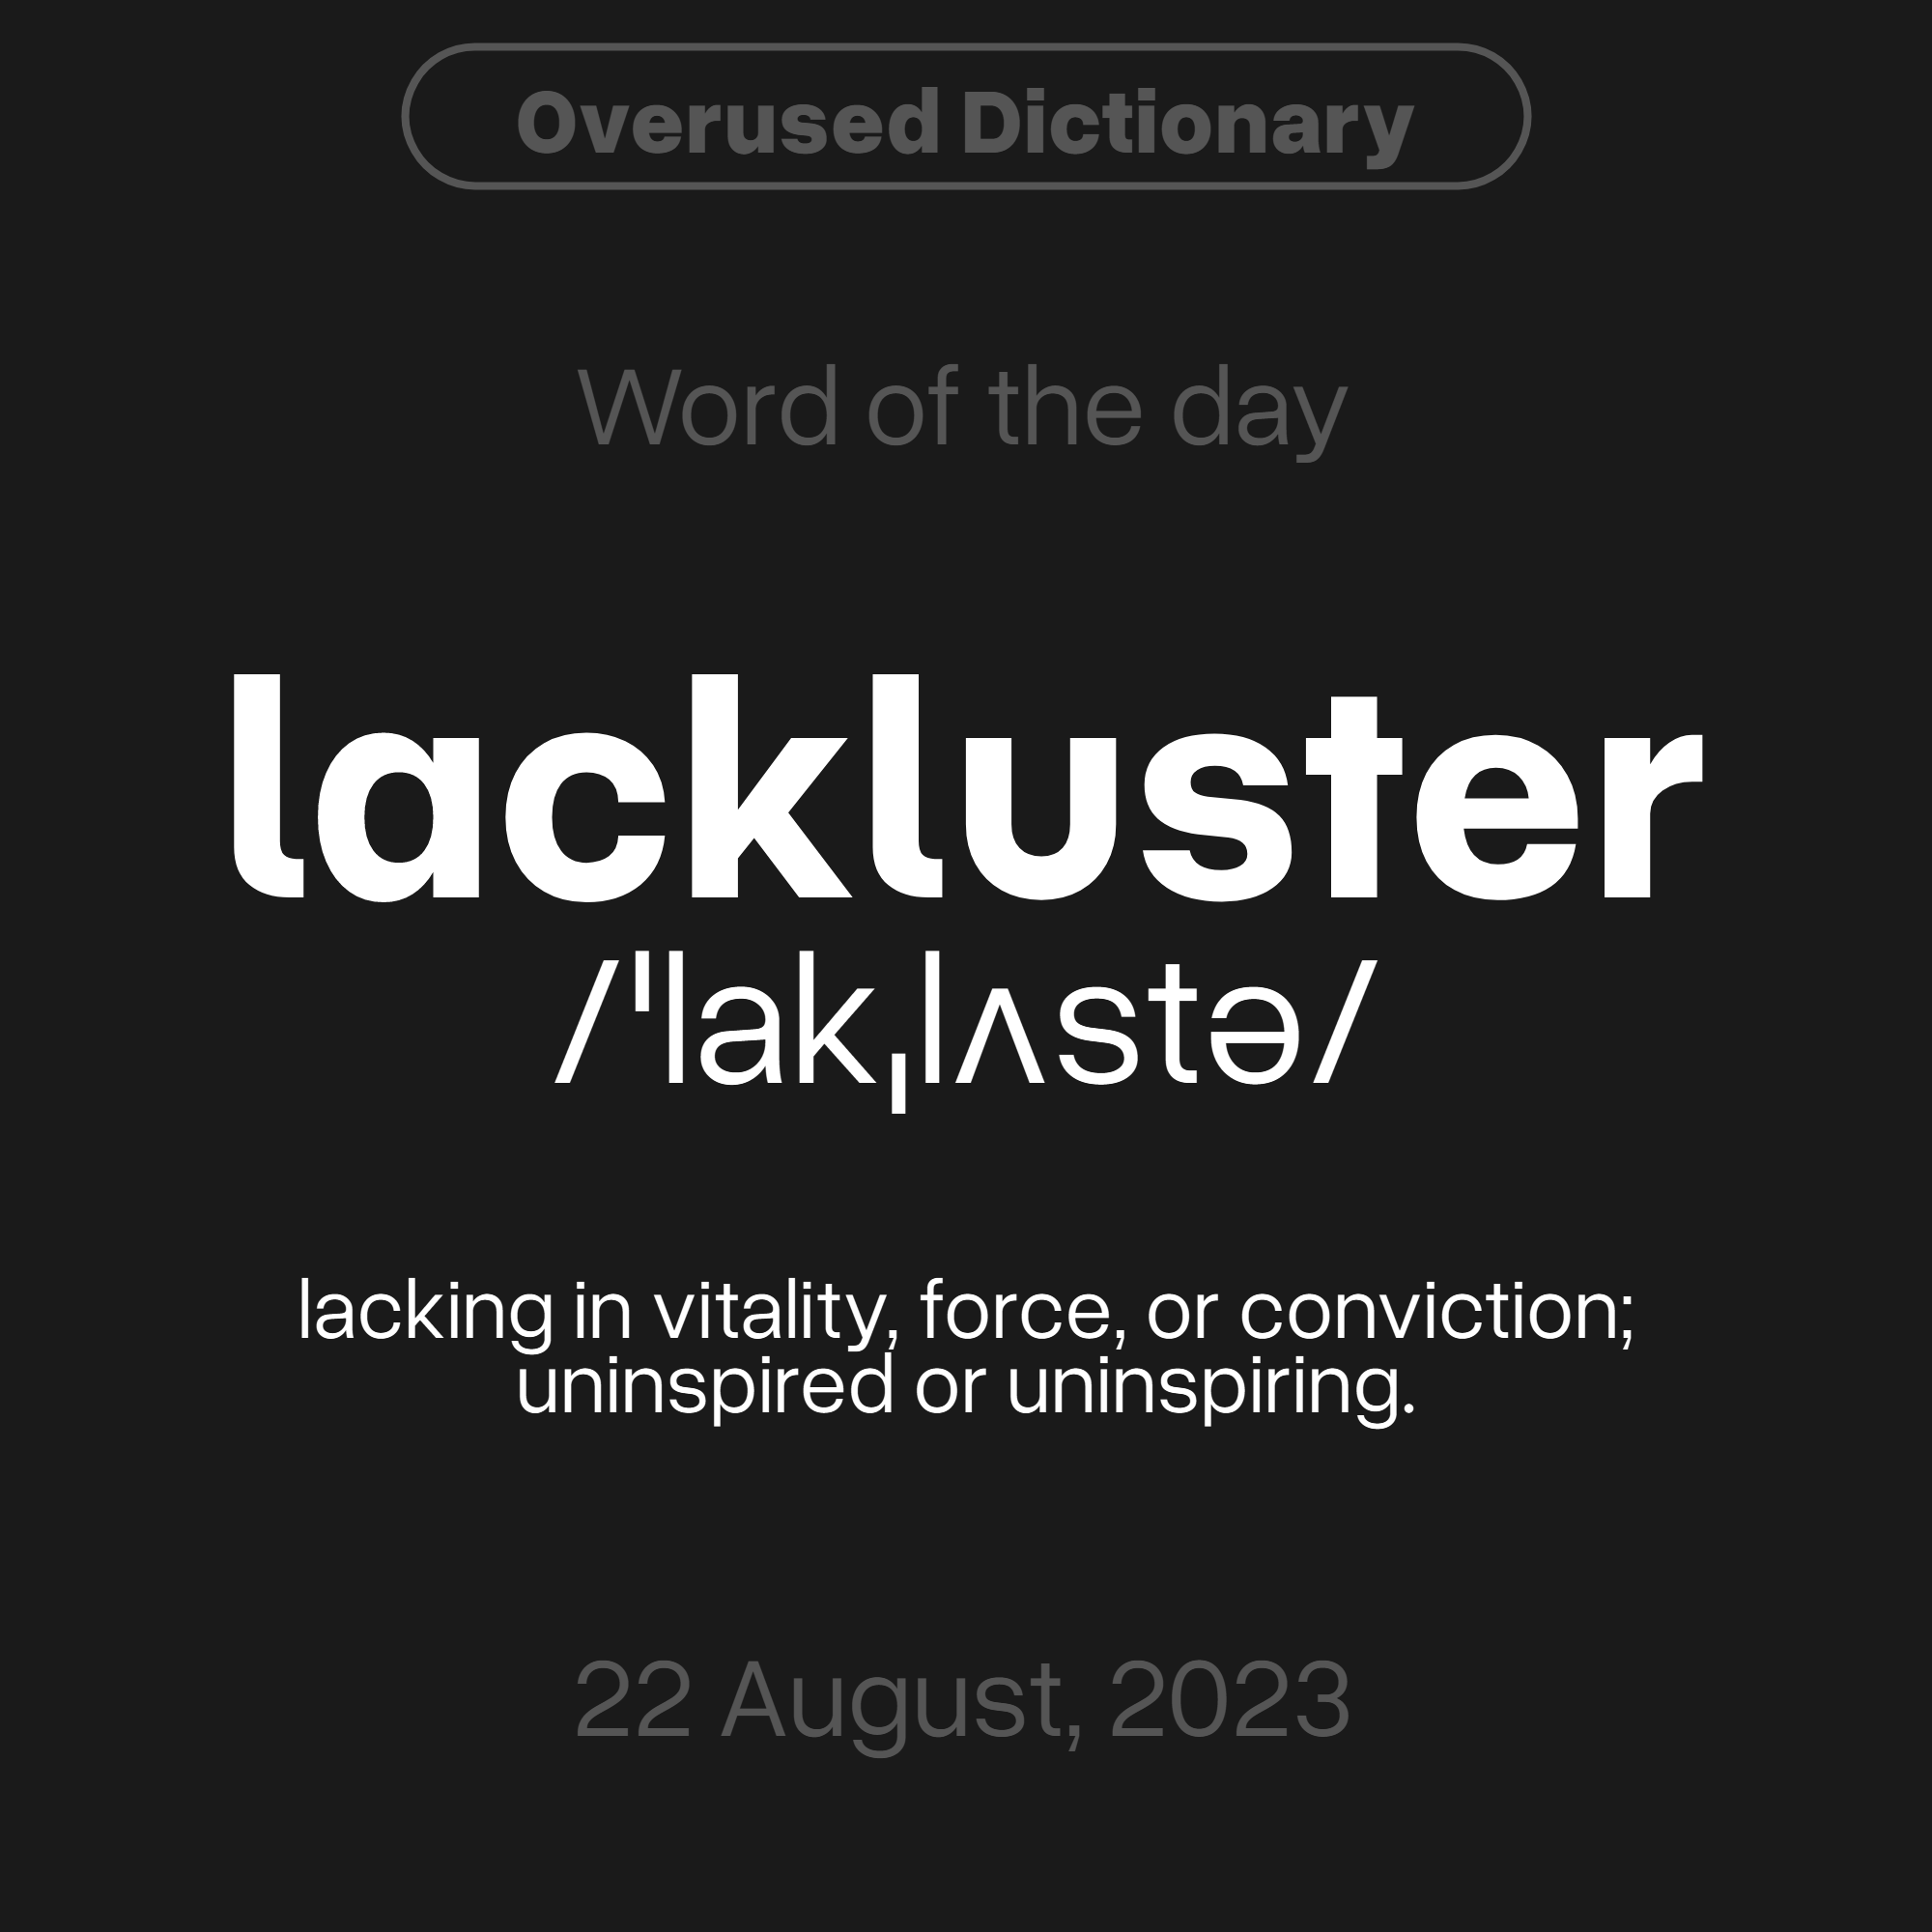 Overused Dictionary
Word of the day
lackluster
/ˈlakˌlʌstə/
lacking in vitality, force, or conviction;
uninspired or uninspiring.
22 August, 2023